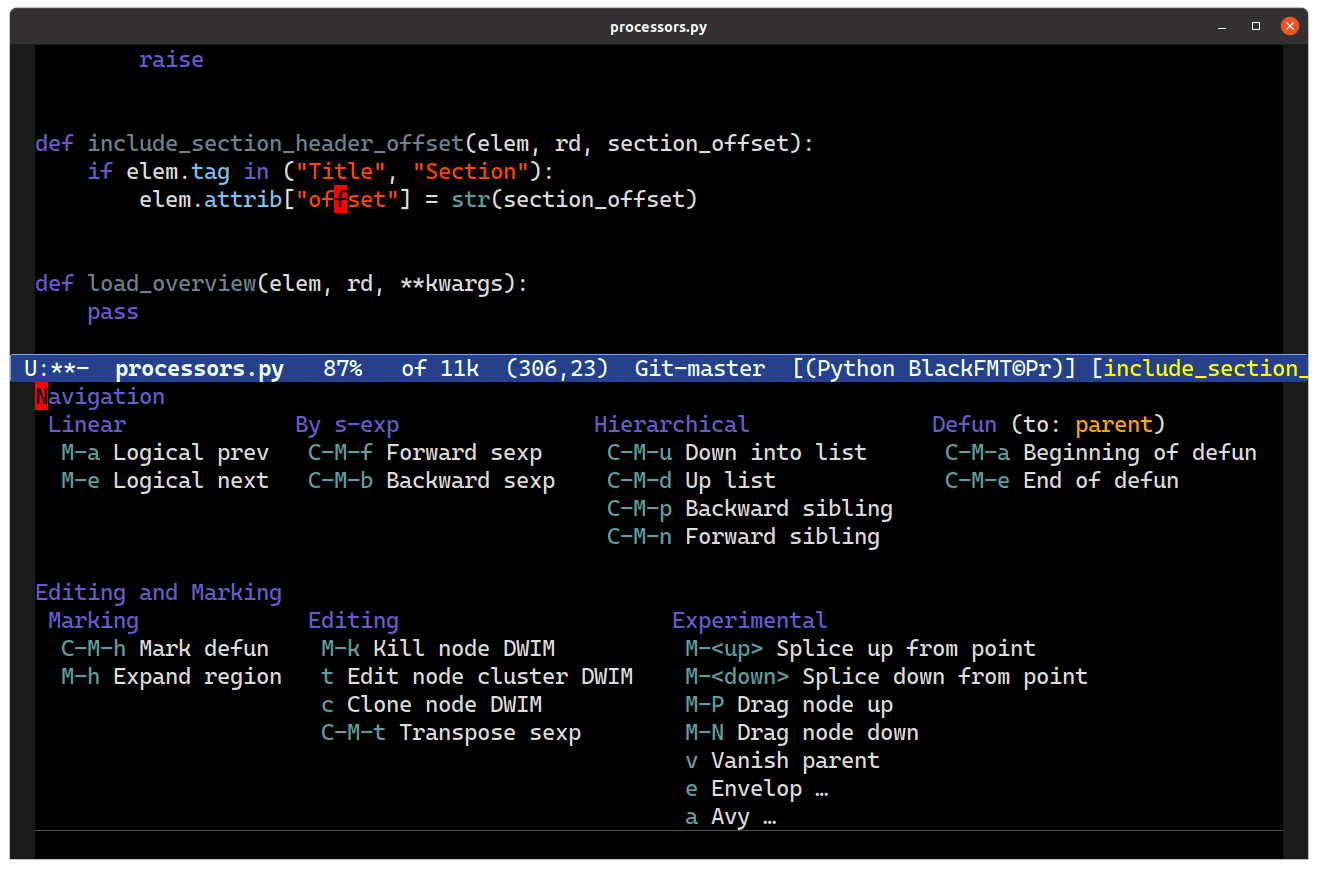 processors.py
raise
def include_section_header_offset(elem, rd, section_offset):
if elem.tag in ("Title", "Section"):
elem.attrib["offset"] = str(section_offset)
def load_overview(elem, rd, **kwargs):
pass
U:**-  processors.py   87%   of 11k  (306,23)  Git-master  [(Python BlackFMT©Pr)] [include_section_
Navigation
Linear   By s-exp   Hierarchical   Defun (to: parent)
M-a Logical prev   C-M-f Forward sexp   C-M-u Down into list   C-M-a Beginning of defun
M-e Logical next   C-M-b Backward sexp   C-M-d Up list   C-M-e End of defun
C-M-p Backward sibling
C-M-n Forward sibling
Editing and Marking
Marking   Editing   Experimental
C-M-h Mark defun   M-k Kill node DWIM   M-<up> Splice up from point
M-h Expand region   t Edit node cluster DWIM   M-<down> Splice down from point
c Clone node DWIM   M-P Drag node up
C-M-t Transpose sexp   M-N Drag node down
v Vanish parent
e Envelop …
a Avy …